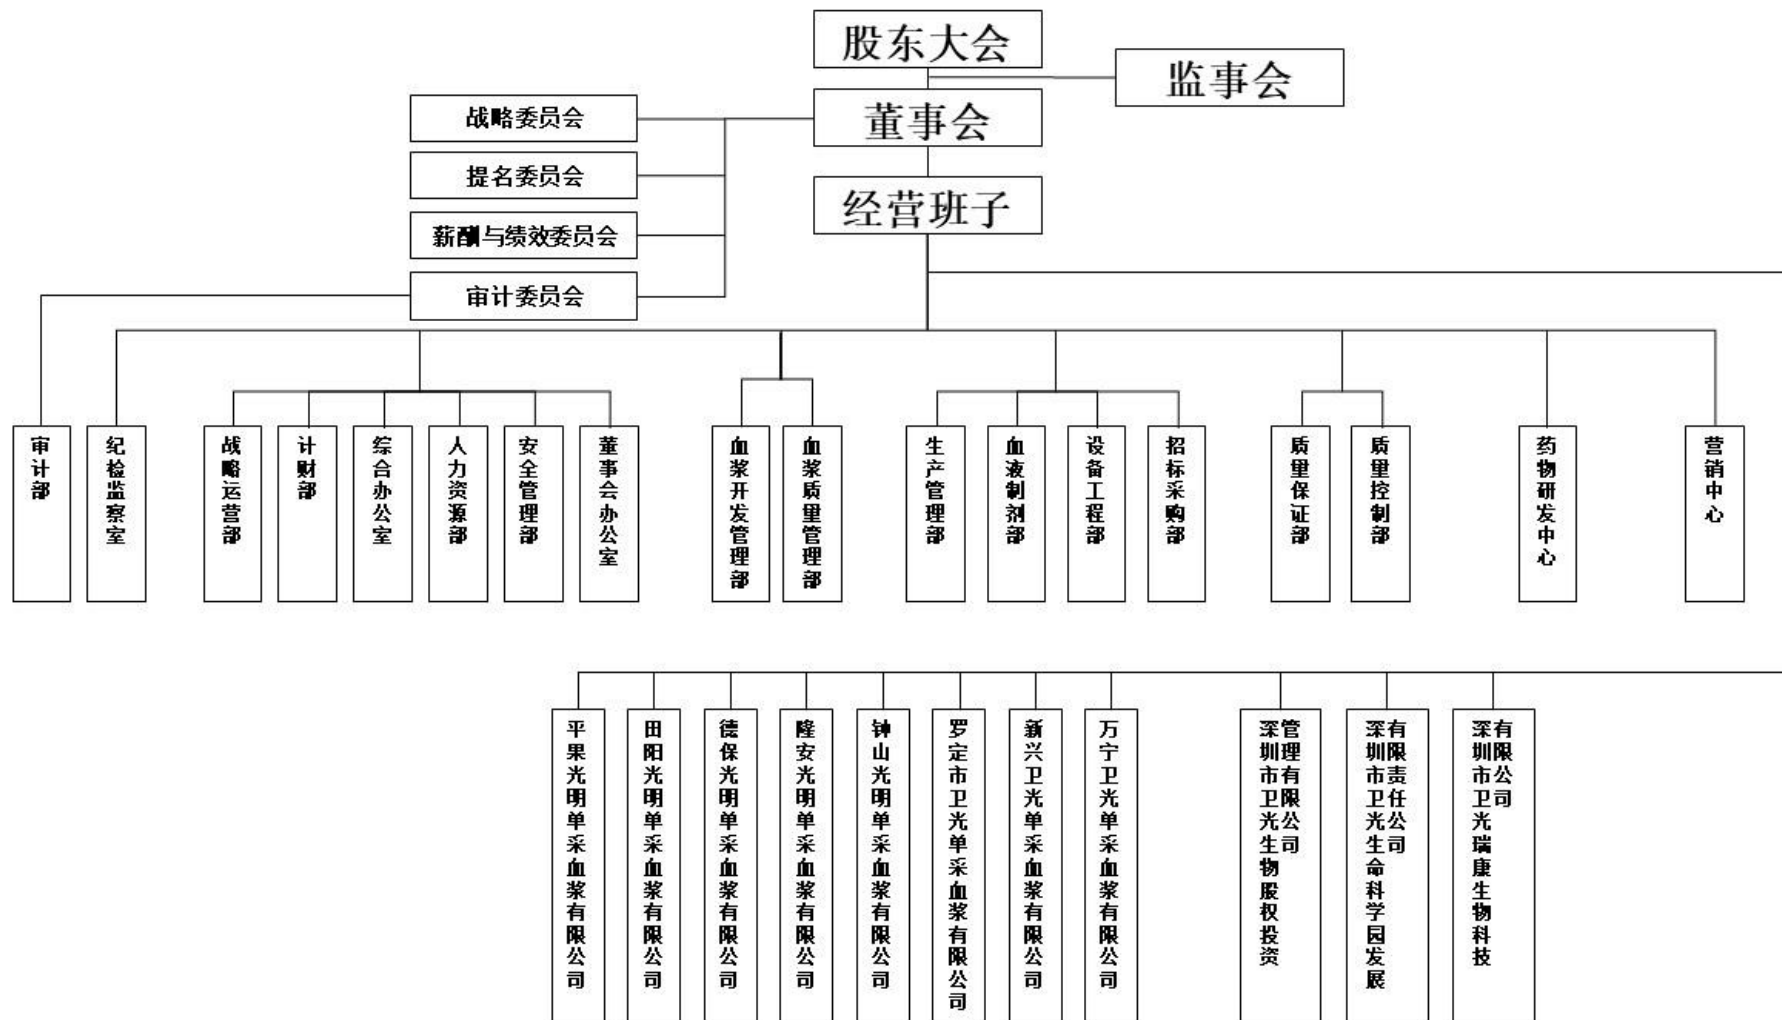 股东大会
监事会
董事会
战略委员会
提名委员会
经营班子
薪酬与绩效委员会
审计委员会
审计部
纪检监察室
战略运营部
计财部
综合办公室
人力资源部
安全管理部
董事会办公室
血浆开发管理部
血浆质量管理部
生产管理部
血液制剂部
设备工程部
招标采购部
质量保证部
质量控制部
药物研发中心
营销中心
平果光明单采血浆有限公司
田阳光明单采血浆有限公司
德保光明单采血浆有限公司
隆安光明单采血浆有限公司
钟山光明单采血浆有限公司
罗定市卫光单采血浆有限公司
新兴卫光单采血浆有限公司
万宁卫光单采血浆有限公司
深圳市卫光生物股权投资
管理有限公司
深圳市卫光生命科学园发展
有限责任公司
深圳市卫光瑞康生物科技
有限公司